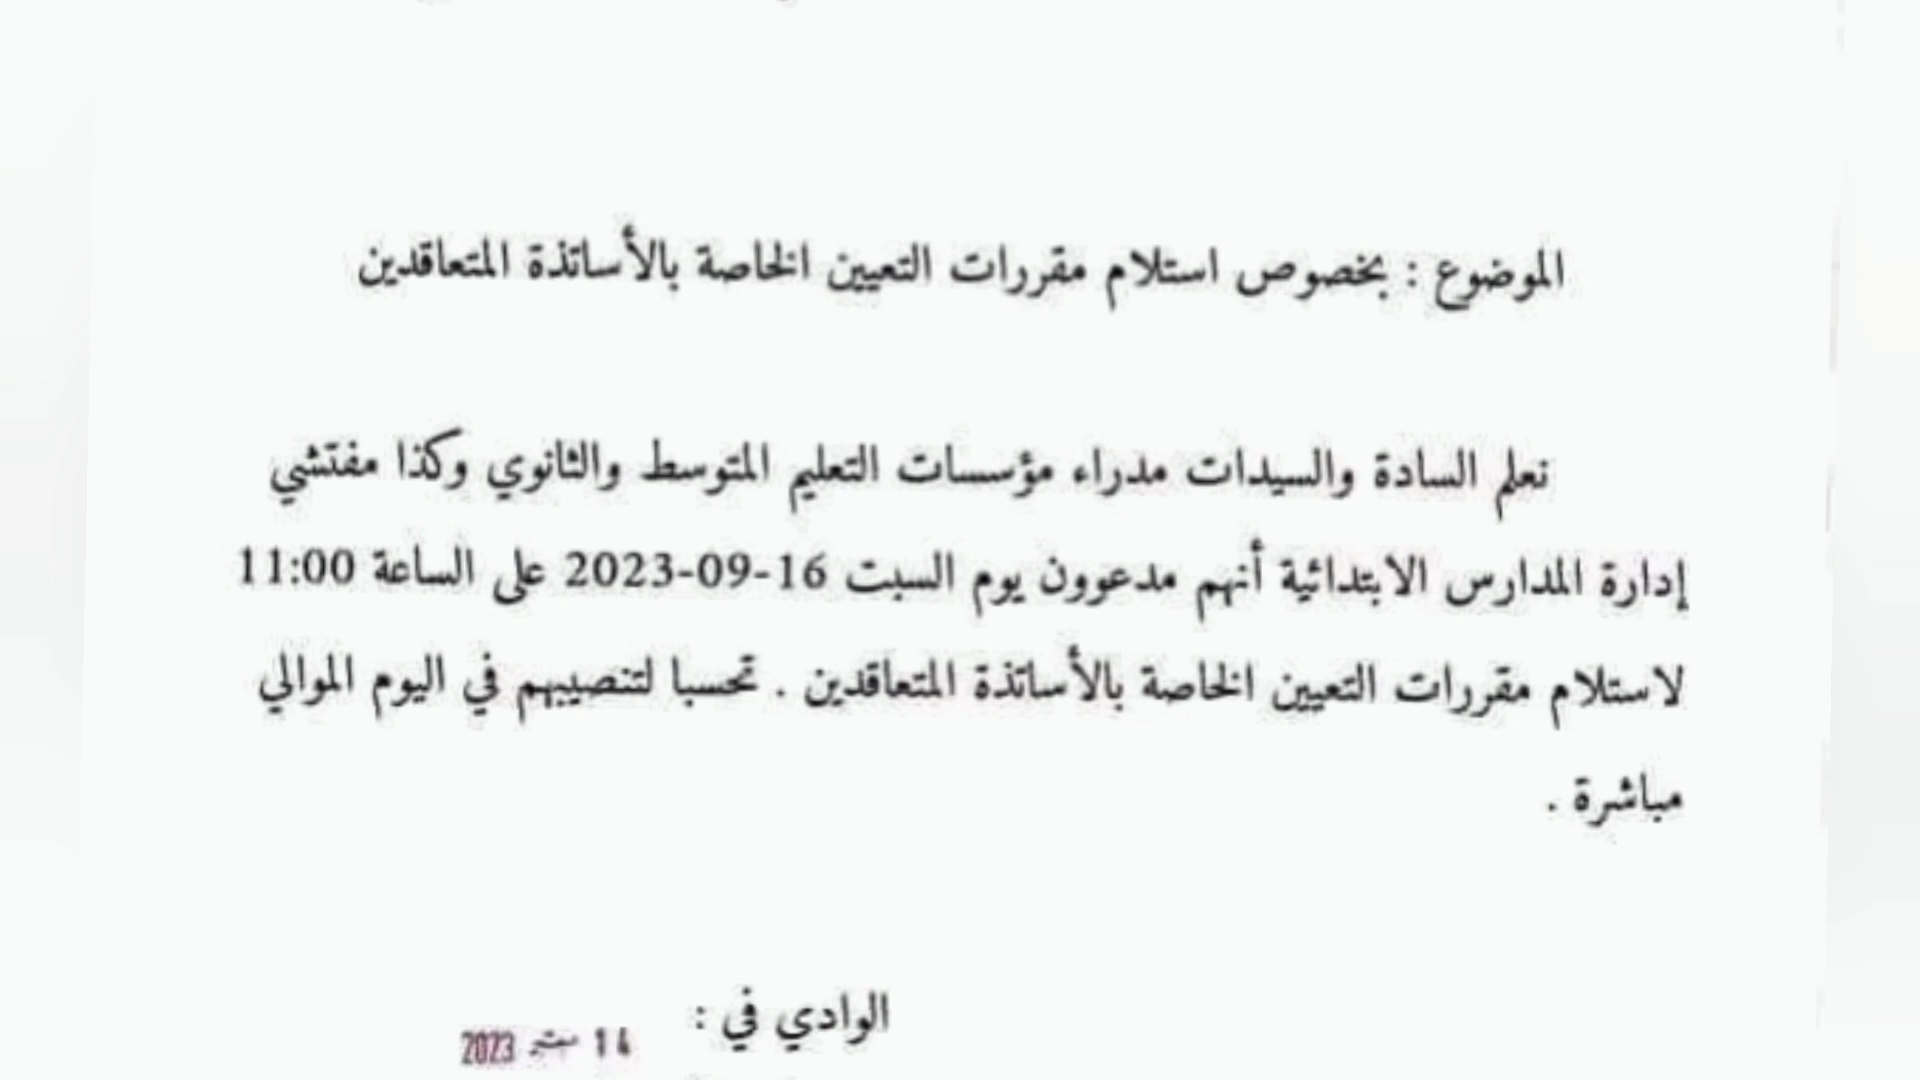 الموضوع : بخصوص استلام مقررات التعيين الخاصة بالأساتذة المتعاقدين
نعلم السادة والسيدات مدراء مؤسسات التعليم المتوسط والثانوي وكذا مفتشي
إدارة المدارس الابتدائية أنهم مدعوون يوم السبت 16-09-2023 على الساعة 11:00
لاستلام مقررات التعيين الخاصة بالأساتذة المتعاقدين . تحسبا لتنصيبهم في اليوم الموالي
مباشرة .
الوادي في :
14 سبتمبر 2023